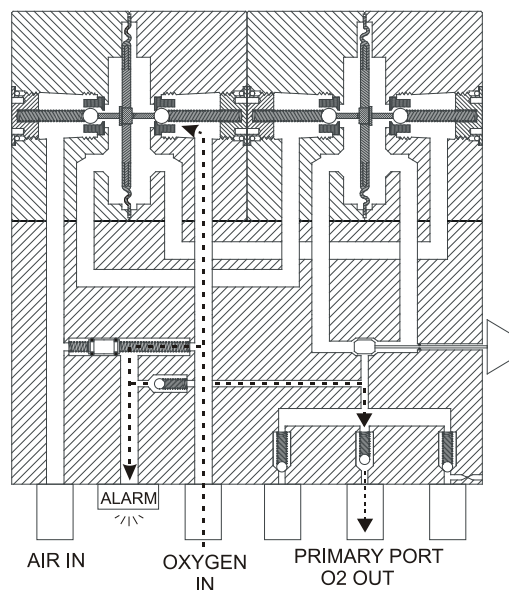 ALARM
AIR IN
OXYGEN
IN
PRIMARY PORT
O2 OUT